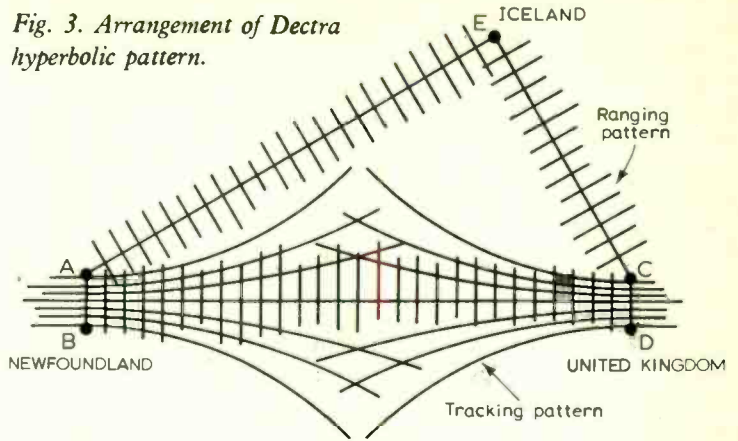 Fig. 3. Arrangement of Dectra
hyperbolic pattern.
E
ICELAND
Ranging
pattern
A
C
B
D
NEWFOUNDLAND
UNITED KINGDOM
Tracking pattern